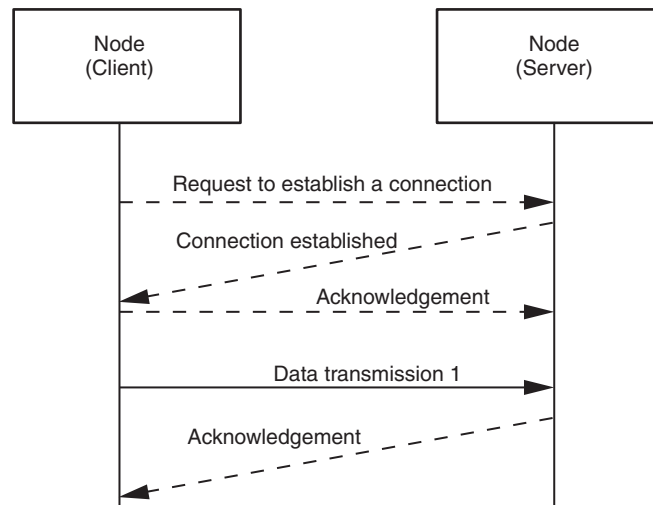 Node
(Client)
Node
(Server)
Request to establish a connection
Connection established
Acknowledgement
Data transmission 1
Acknowledgement